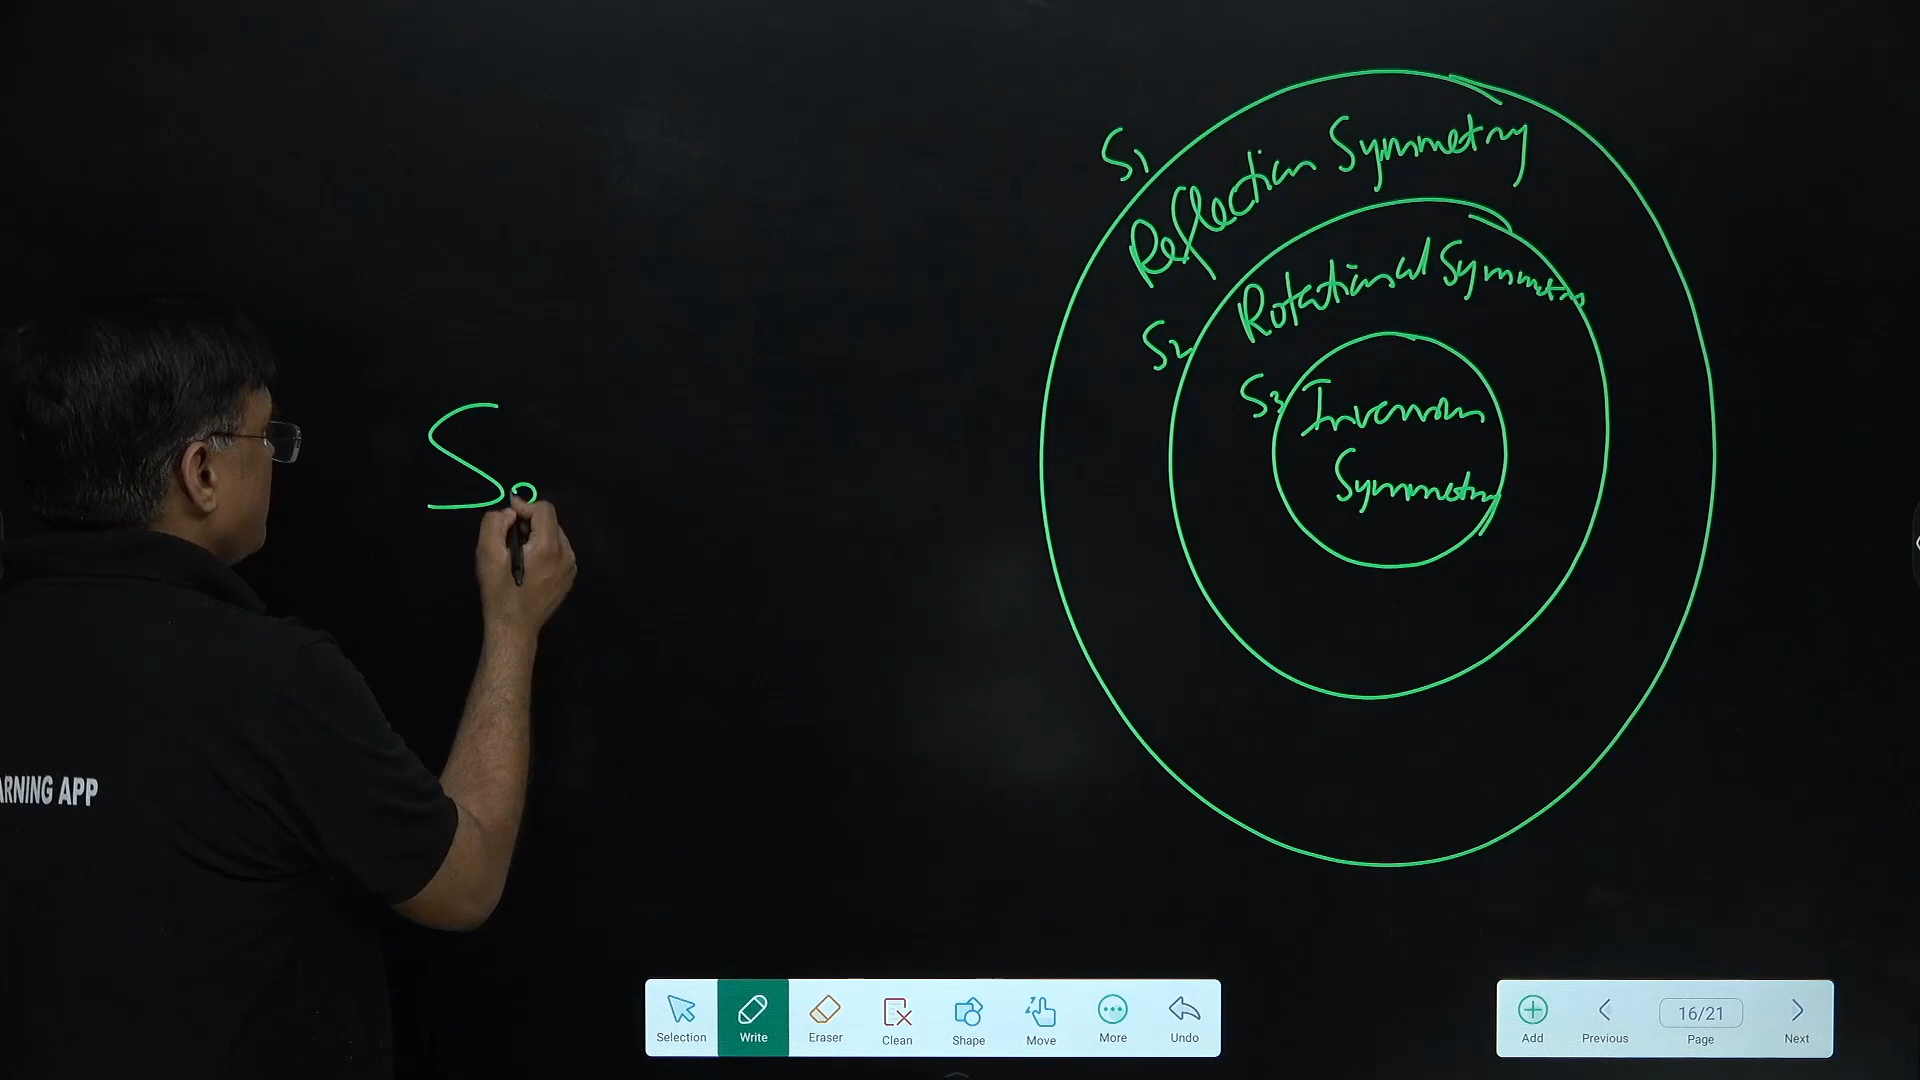 S1
Reflection Symmetry
S2
Rotational Symmetry
S3
Inversion
Symmetry
So
ARNING APP
Selection
Write
Eraser
Clean
Shape
Move
More
Undo
Add
Previous
16/21
Page
Next